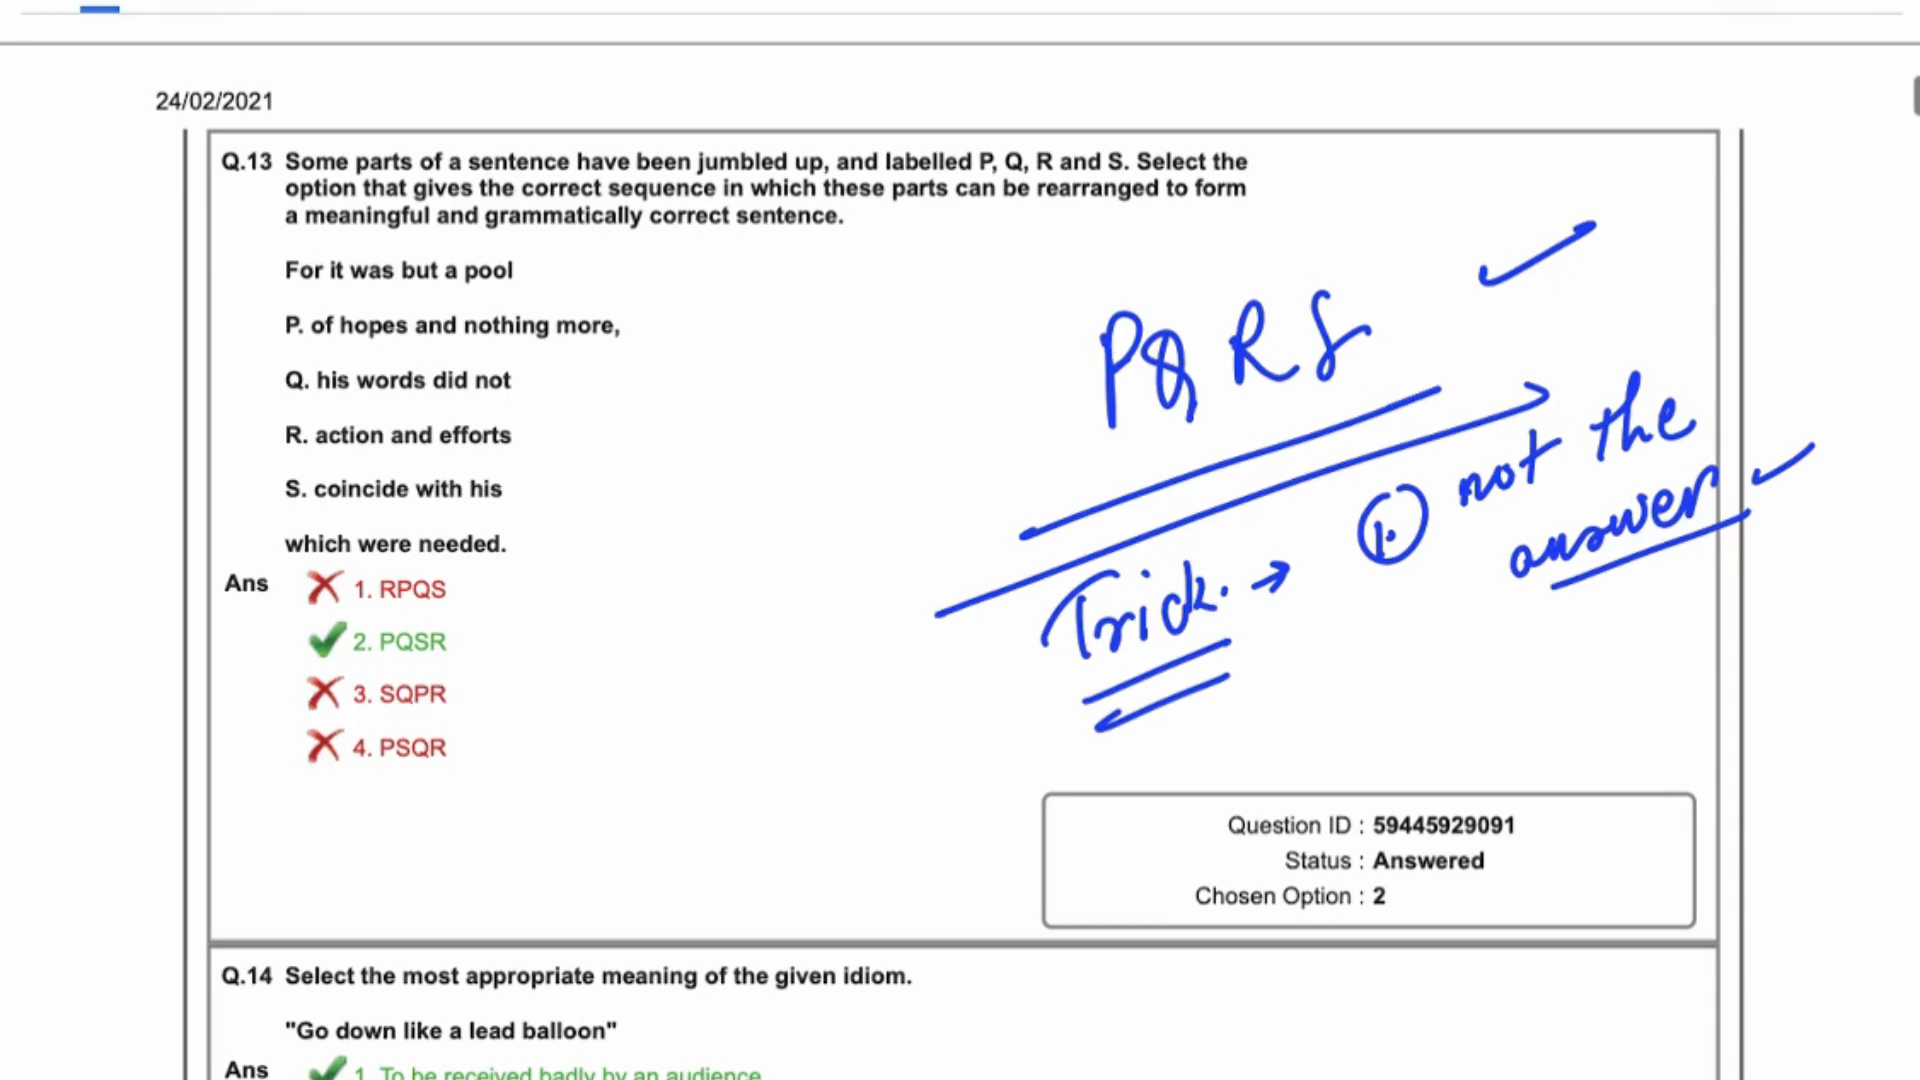 24/02/2021
Q.13 Some parts of a sentence have been jumbled up, and labelled P, Q, R and S. Select the
option that gives the correct sequence in which these parts can be rearranged to form
a meaningful and grammatically correct sentence.
For it was but a pool
P. of hopes and nothing more,
Q. his words did not
R. action and efforts
S. coincide with his
which were needed.
Ans 1. RPQS
2. PQSR
3. SQPR
4. PSQR
PQRS
Trick. → ① not the
answer
Question ID : 59445929091
Status : Answered
Chosen Option : 2
Q.14 Select the most appropriate meaning of the given idiom.
"Go down like a lead balloon"
Ans 1. To be received badly by an audience